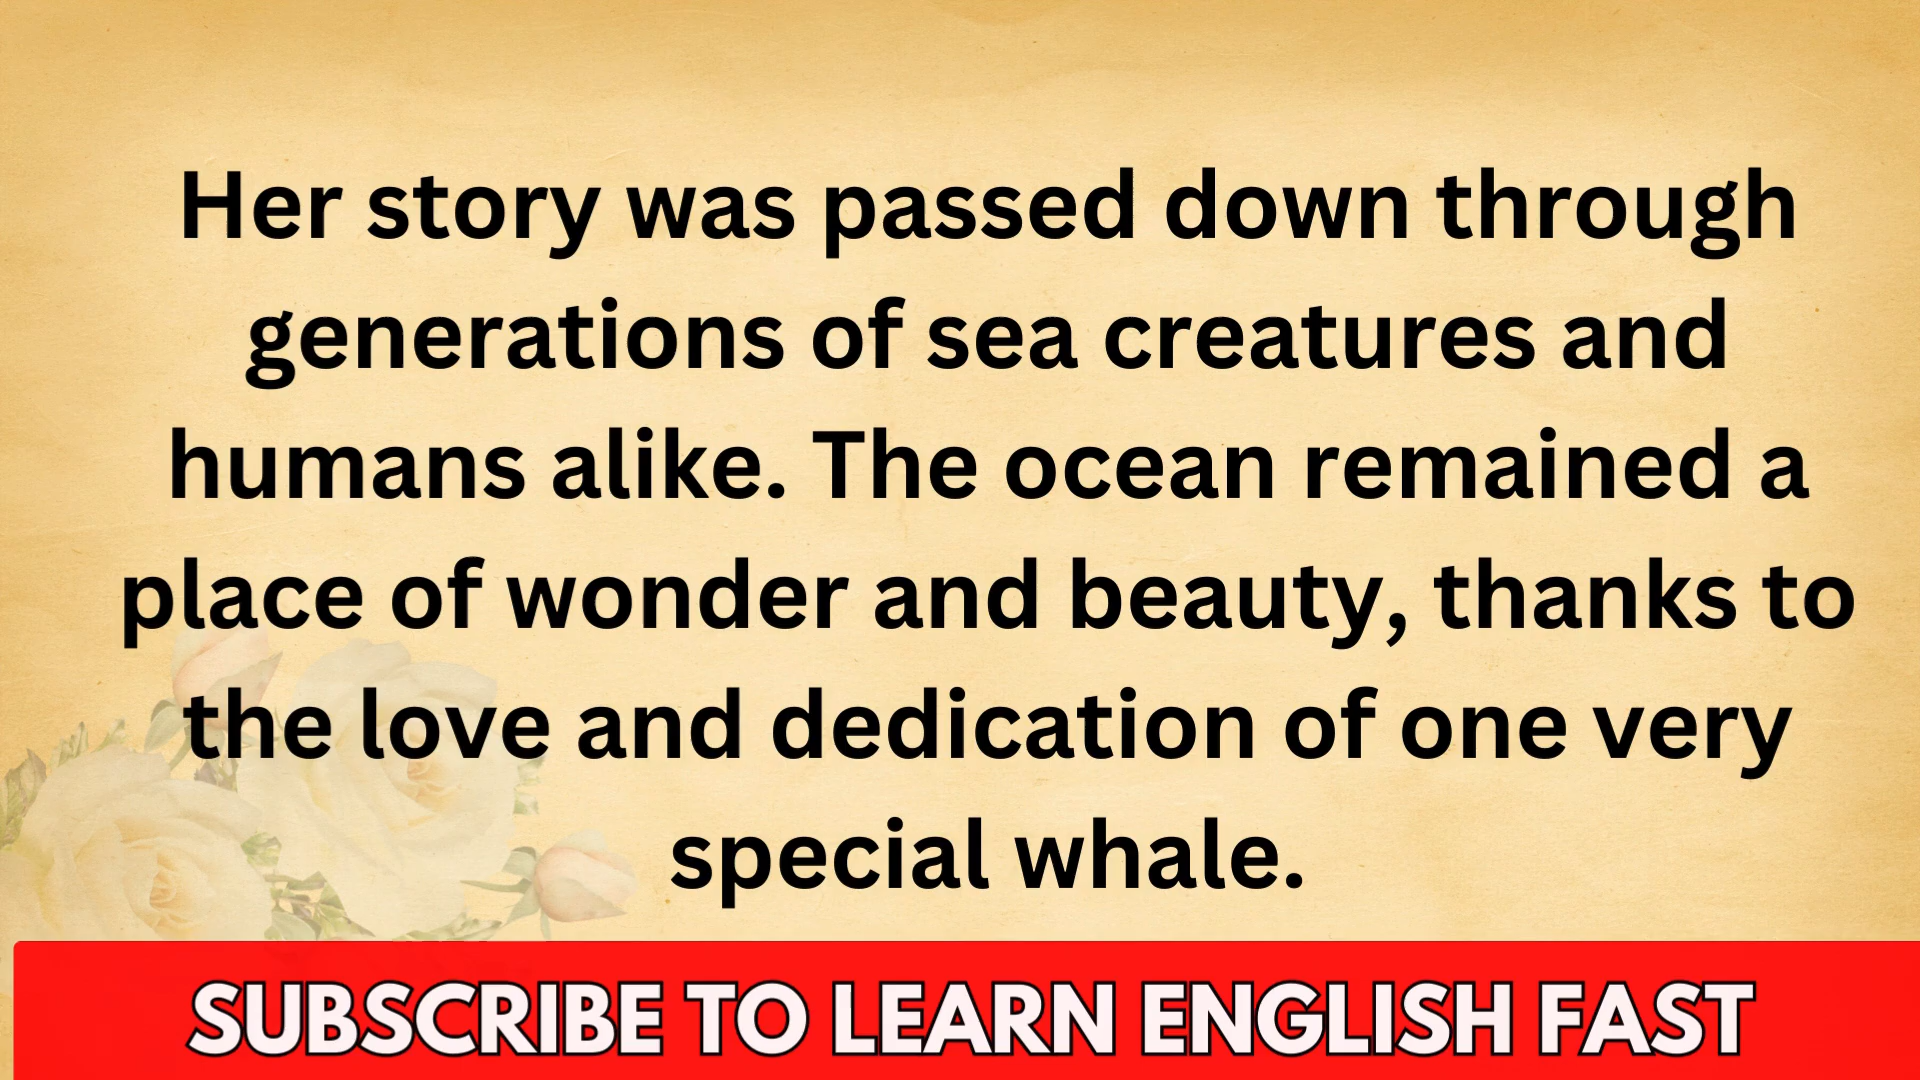 Her story was passed down through
generations of sea creatures and
humans alike. The ocean remained a
place of wonder and beauty, thanks to
the love and dedication of one very
special whale.
SUBSCRIBE TO LEARN ENGLISH FAST